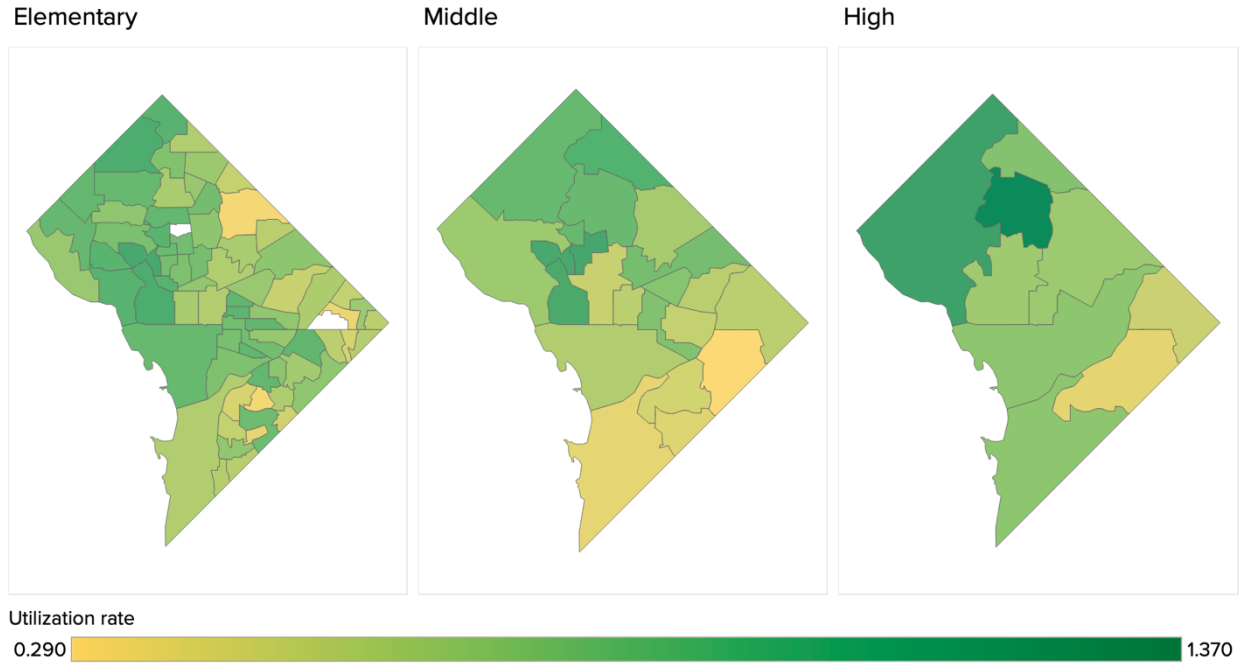 Elementary
Middle
High
Utilization rate
0.290
1.370